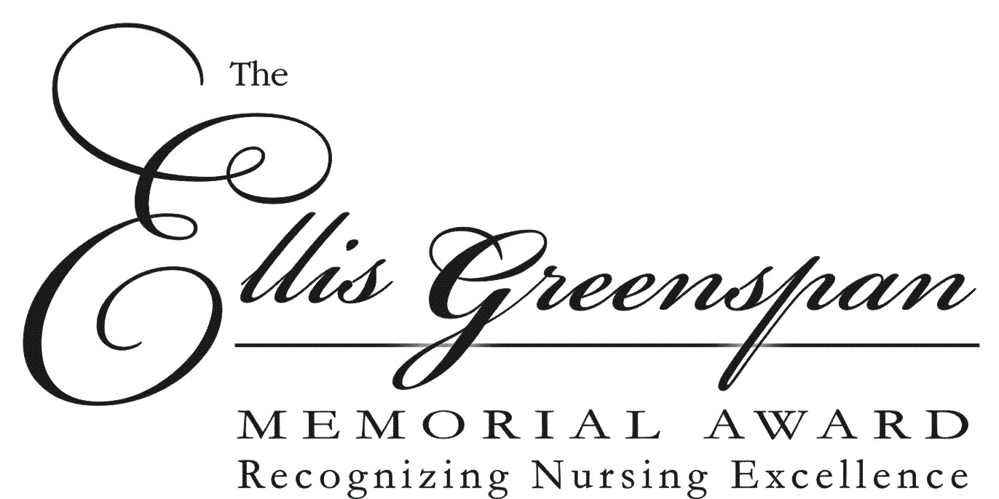 The
Ellis Greenspan
MEMORIAL AWARD
Recognizing Nursing Excellence